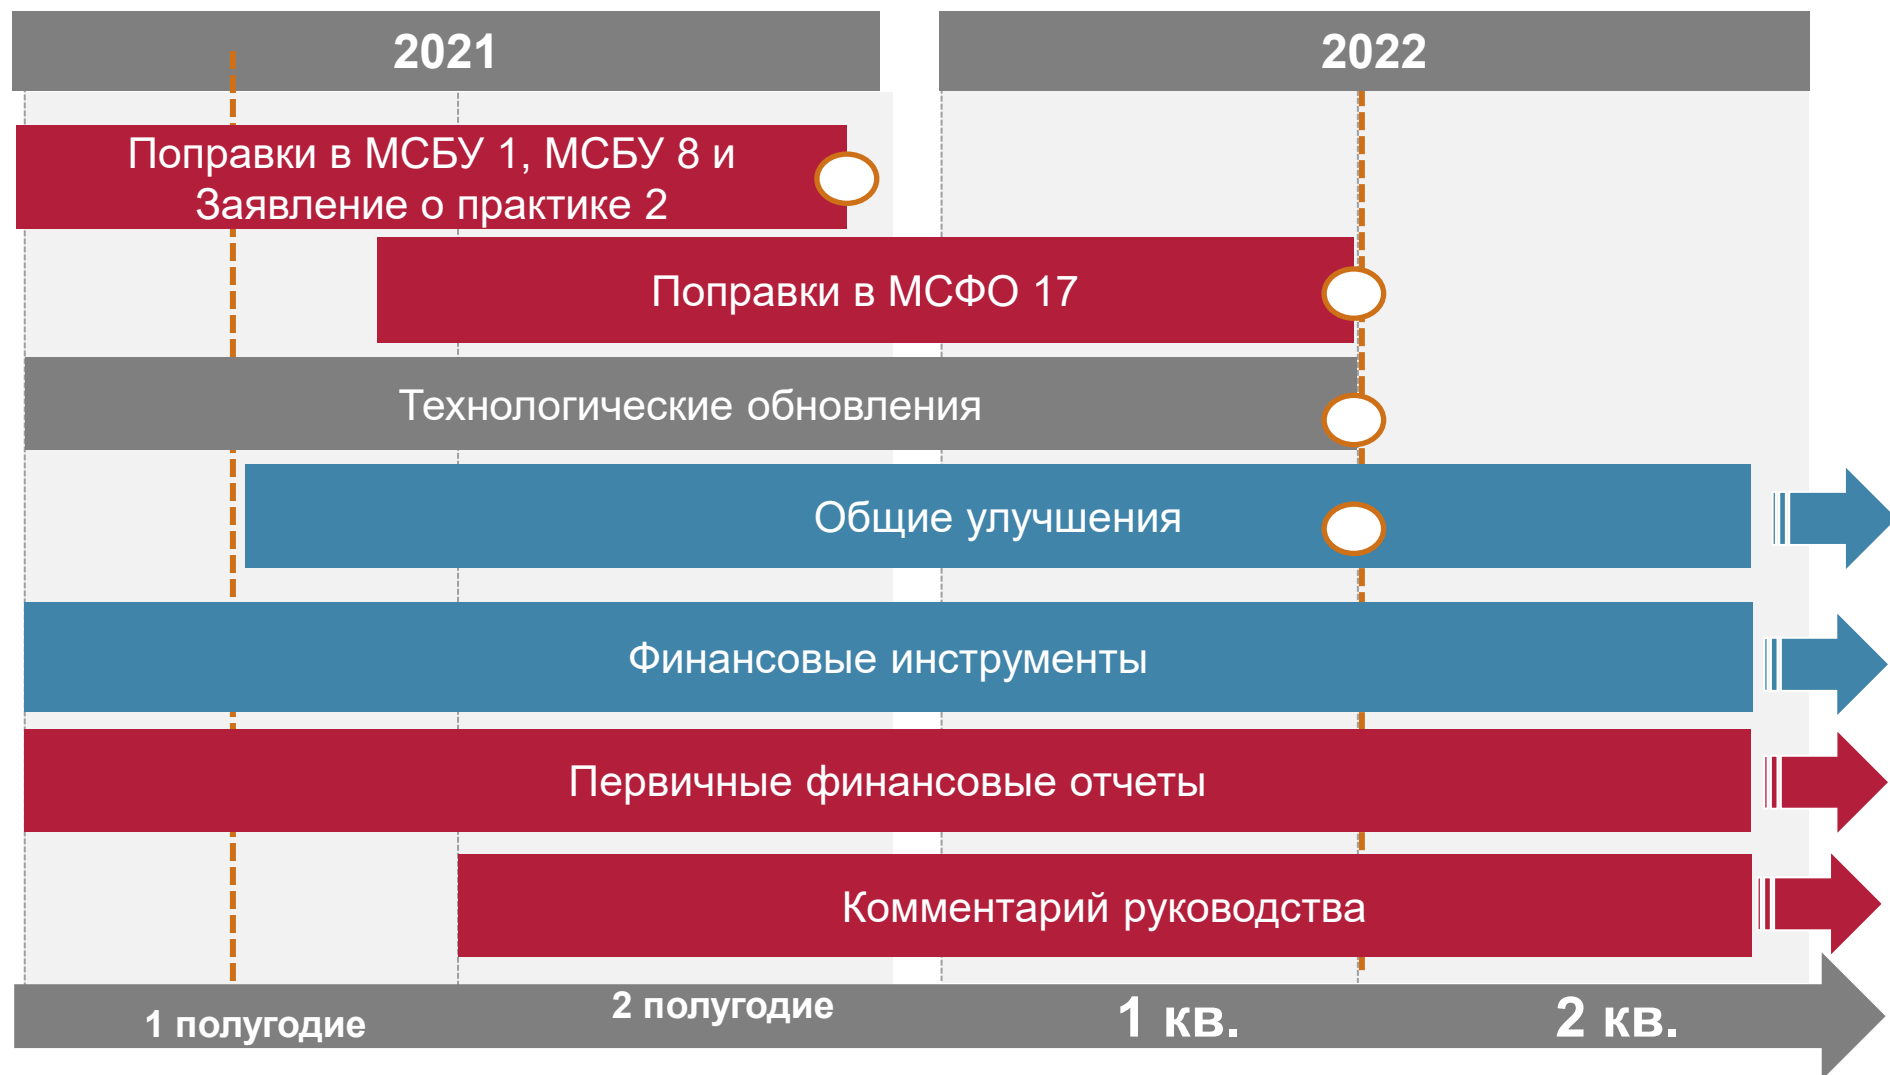 2021
2022
Поправки в МСБУ 1, МСБУ 8 и
Заявление о практике 2
Поправки в МСФО 17
Технологические обновления
Общие улучшения
Финансовые инструменты
Первичные финансовые отчеты
Комментарий руководства
1 полугодие
2 полугодие
1 кв.
2 кв.